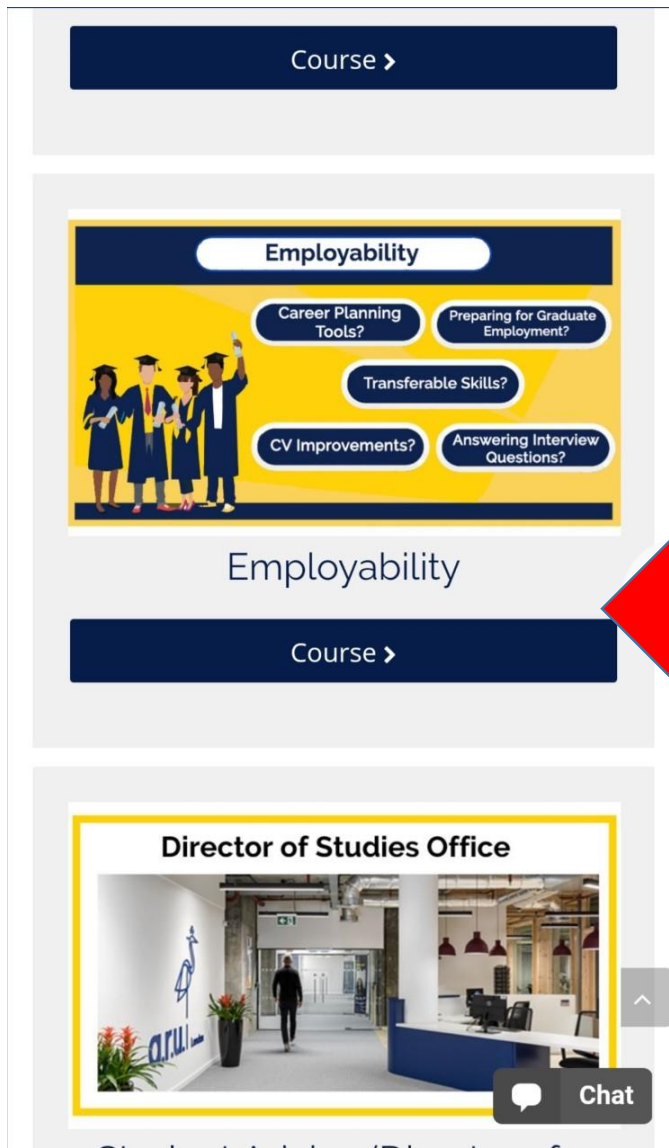 Course
Employability
Career Planning
Tools?
Preparing for Graduate
Employment?
Transferable Skills?
CV Improvements?
Answering Interview
Questions?
Employability
Course
Director of Studies Office
a.r.u. London
Chat